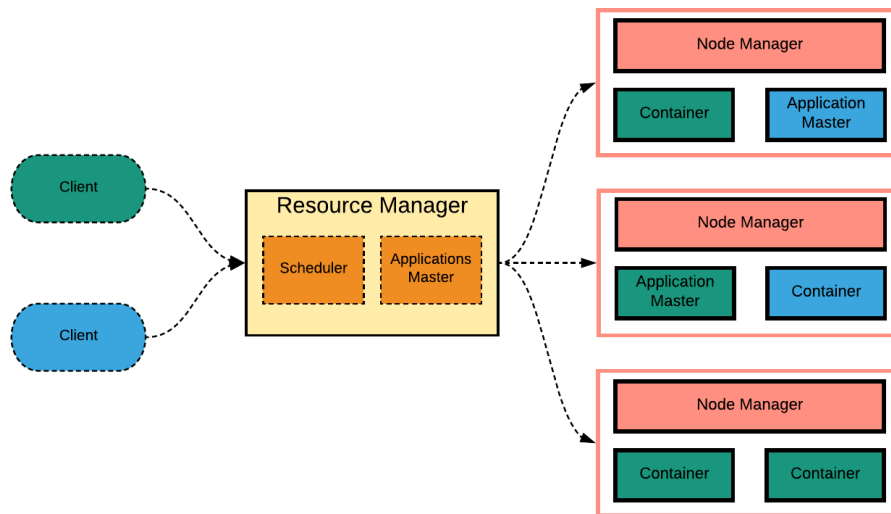 Client
Client
Resource Manager
Scheduler
Applications
Master
Node Manager
Container
Application
Master
Node Manager
Application
Master
Container
Node Manager
Container
Container